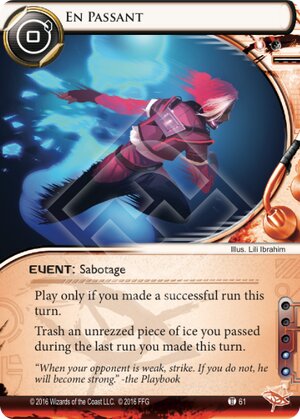 0
En Passant
Illus. Lili Ibrahim
EVENT: Sabotage
Play only if you made a successful run this
turn.
Trash an unrezzed piece of ice you passed
during the last run you made this turn.
"When your opponent is weak, strike. If you do not, he
will become strong." -the Playbook
© 2016 Wizards of the Coast LLC. © 2016 FFG
61